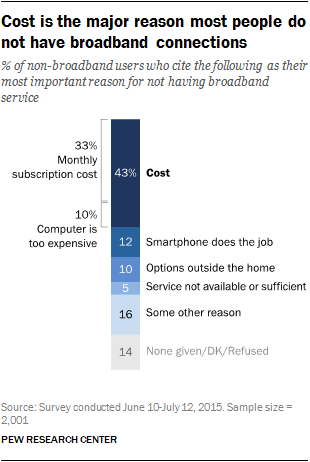 Cost is the major reason most people do
not have broadband connections
% of non-broadband users who cite the following as their
most important reason for not having broadband
service
33%
Monthly
subscription cost
43% Cost
10%
Computer is
too expensive
12 Smartphone does the job
10 Options outside the home
5 Service not available or sufficient
16 Some other reason
14 None given/DK/Refused
Source: Survey conducted June 10-July 12, 2015. Sample size =
2,001
PEW RESEARCH CENTER